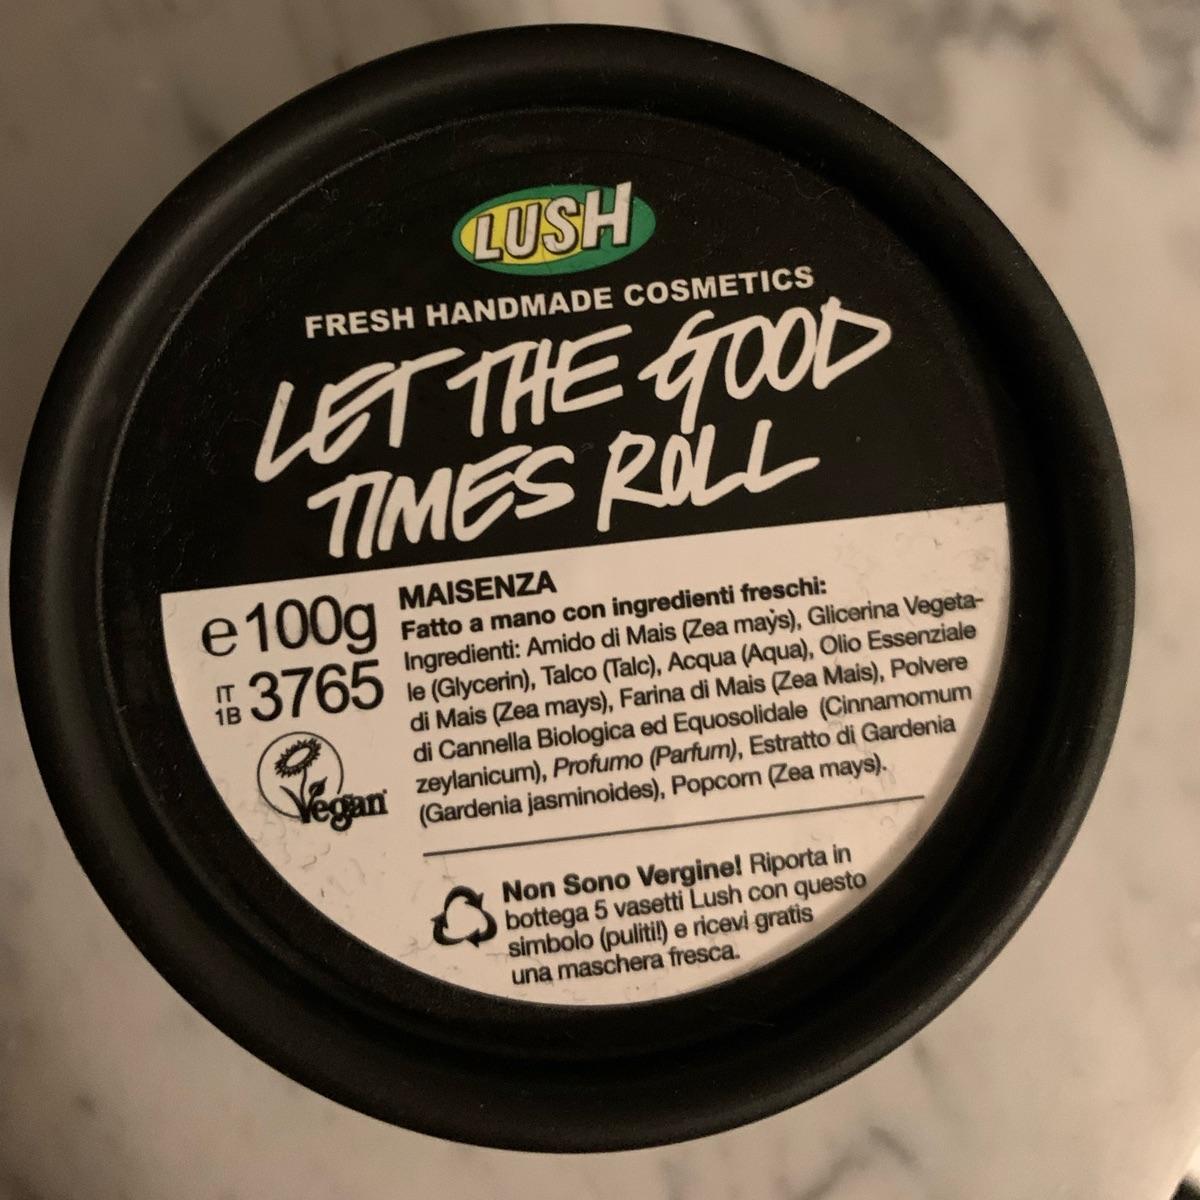 LUSH
FRESH HANDMADE COSMETICS
LET THE GOOD
TIMES ROLL
e100g
IT
1B 3765
Vegan
MAISENZA
Fatto a mano con ingredienti freschi:
Ingredienti: Amido di Mais (Zea mays), Glicerina Vegeta-
le (Glycerin), Talco (Talc), Acqua (Aqua), Olio Essenziale
di Mais (Zea mays), Farina di Mais (Zea Mais), Polvere
di Cannella Biologica ed Equosolidale (Cinnamomum
zeylanicum), Profumo (Parfum), Estratto di Gardenia
(Gardenia jasminoides), Popcorn (Zea mays).
Non Sono Vergine! Riporta in
bottega 5 vasetti Lush con questo
simbolo (puliti!) e ricevi gratis
una maschera fresca.